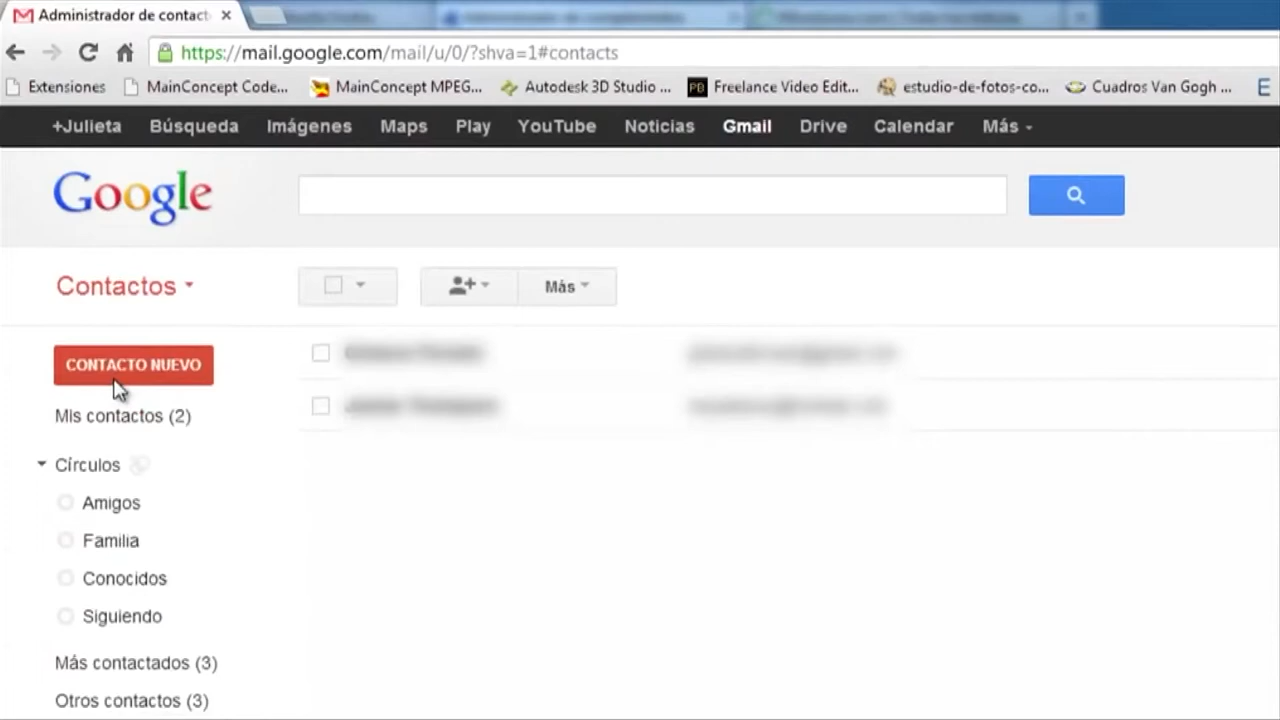 Administrador de contact
https://mail.google.com/mail/u/0/?shva=1#contacts
Extensiones MainConcept Code... MainConcept MPEG... Autodesk 3D Studio ... Freelance Video Edit... estudio-de-fotos-co... Cuadros Van Gogh ... E
+Julieta Búsqueda Imágenes Maps Play YouTube Noticias Gmail Drive Calendar Más
Google
Contactos
Más
CONTACTO NUEVO
Mis contactos (2)
Círculos
Amigos
Familia
Conocidos
Siguiendo
Más contactados (3)
Otros contactos (3)